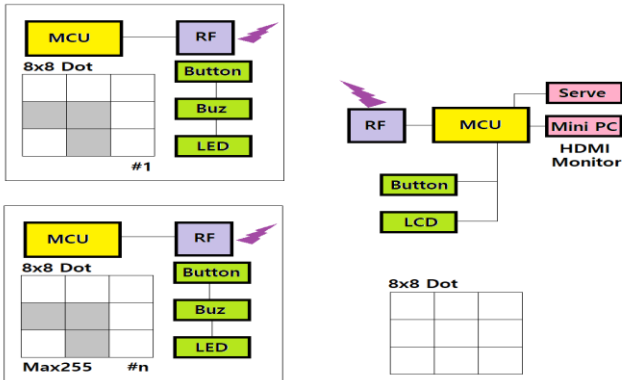 MCU
RF
8x8 Dot
Button
Buz
LED
#1
MCU
RF
8x8 Dot
Button
Buz
LED
Max255 #n
Serve
RF
MCU
Mini PC
HDMI
Monitor
Button
LCD
8x8 Dot